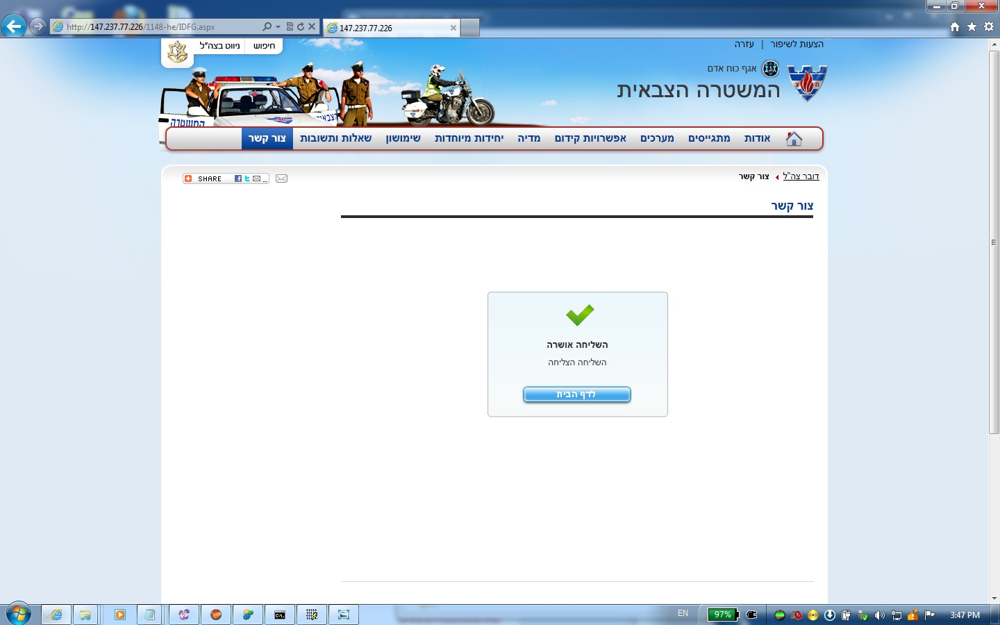 http://147.237.77.226/1148-he/IDFG.aspx
147.237.77.226
חיפוש
ניווט בצה"ל
הצעות לשיפור | עזרה
אגף כוח אדם
המשטרה הצבאית
מ צ
המשטרה
אודות
מתגייסים
מערכים
אפשרויות קידום
מדיה
יחידות מיוחדות
שימושון
שאלות ותשובות
צור קשר
דובר צה"ל
צור קשר
SHARE
...
צור קשר
השליחה אושרה
השליחה הצליחה
לדף הבית
C:\.
EN
97%
3:47 PM